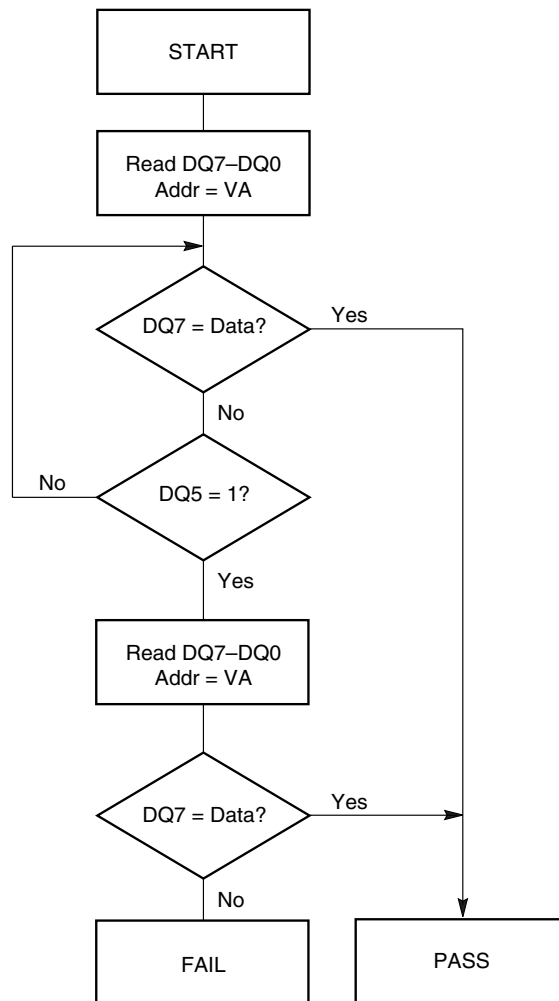 START
Read DQ7–DQ0
Addr = VA
DQ7 = Data?
Yes
No
No
DQ5 = 1?
Yes
Read DQ7–DQ0
Addr = VA
DQ7 = Data?
Yes
No
FAIL
PASS